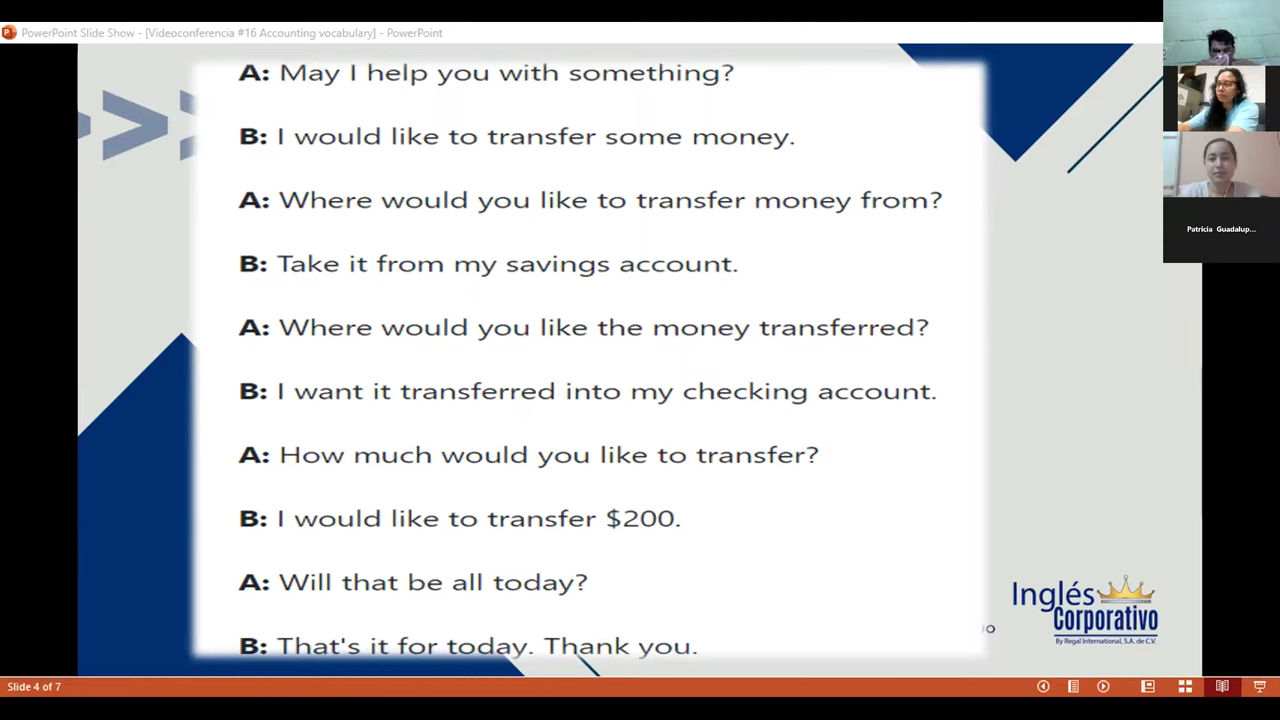 PowerPoint Slide Show - [Videoconferencia #16 Accounting vocabulary] - PowerPoint
A: May I help you with something?
B: I would like to transfer some money.
A: Where would you like to transfer money from?
B: Take it from my savings account.
A: Where would you like the money transferred?
B: I want it transferred into my checking account.
A: How much would you like to transfer?
B: I would like to transfer $200.
A: Will that be all today?
B: That's it for today. Thank you.
Patricia Guadalup...
Inglés
Corporativo
By Regal International, S.A. de C.V.
Slide 4 of 7